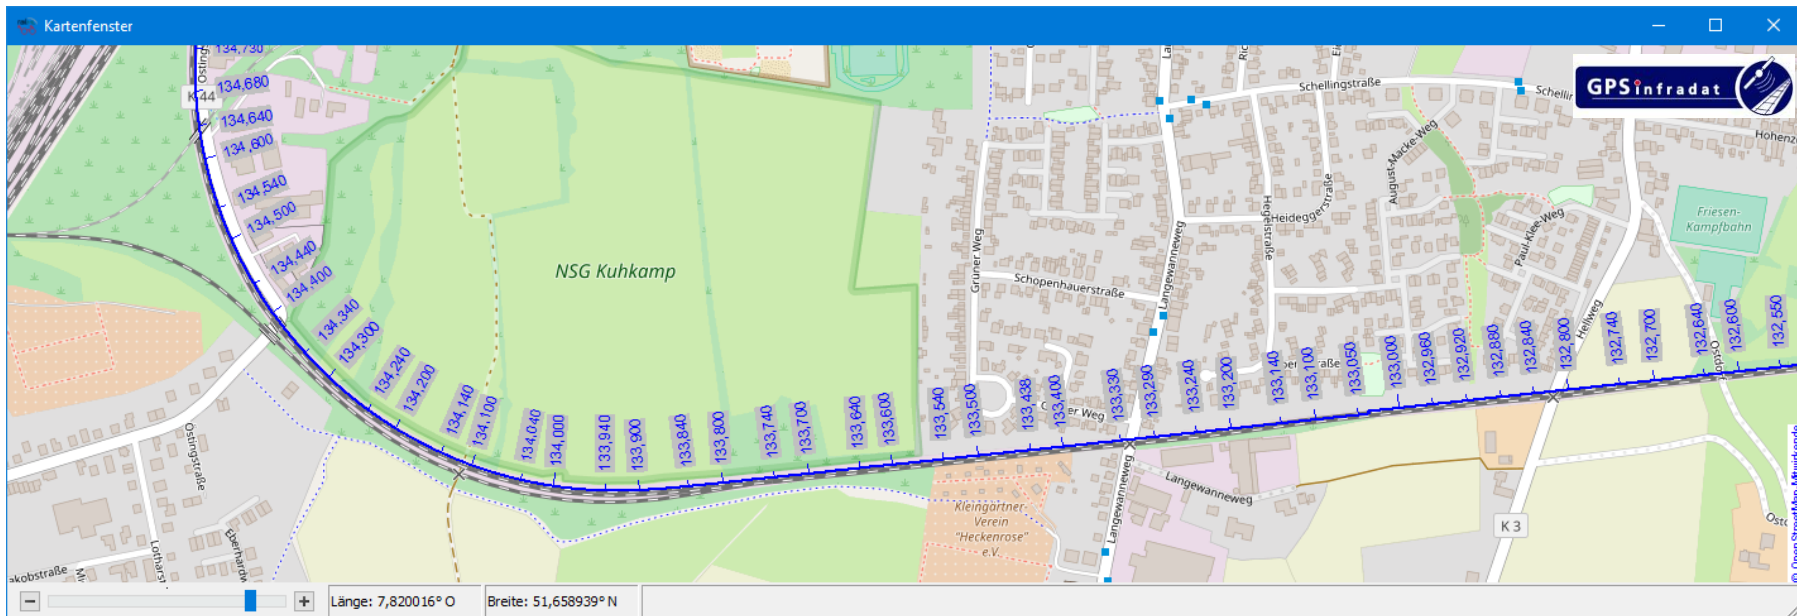 Kartenfenster
134,730
134,680
K 44
134,640
134,600
134,540
134,500
134,440
134,400
134,340
134,300
134,240
134,200
134,140
134,100
134,040
134,000
133,940
133,900
133,840
133,800
133,740
133,700
133,640
133,600
133,540
133,500
133,438
133,400
133,330
133,290
133,240
133,200
133,140
133,100
133,050
133,000
132,960
132,920
132,880
132,840
132,800
132,740
132,700
132,640
132,600
132,550
NSG Kuhkamp
Schellingstraße
GPSinfradat
August-Macke-Weg
Heideggerstraße
Hegelstraße
Paul-Klee-Weg
Friesen-
Kampfbahn
Grüner Weg
Schopenhauerstraße
Langewanneweg
Hellweg
Langewanneweg
Langewanneweg
Kleingärtner-
Verein
"Heckenrose"
e.V.
K 3
Ostingstraße
© OpenStreetMap-Mitwirkende
Länge: 7,820016° O
Breite: 51,658939° N